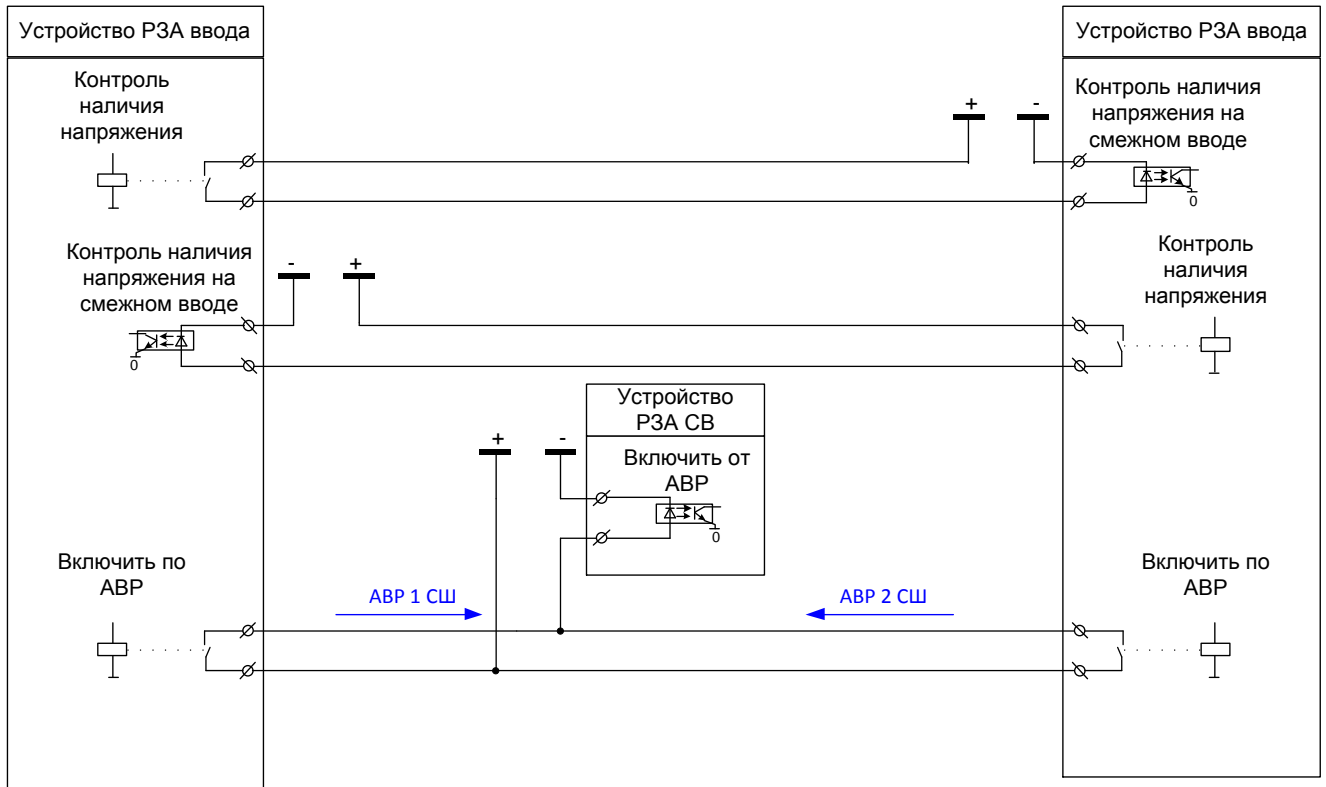 Устройство РЗА ввода
Устройство РЗА ввода
Контроль
наличия
напряжения
+
-
Контроль наличия
напряжения на
смежном вводе
0
Контроль наличия
напряжения на
смежном вводе
-
+
Контроль
наличия
напряжения
0
Устройство
РЗА СВ
+
-
Включить от
АВР
0
Включить по
АВР
АВР 1 СШ
АВР 2 СШ
Включить по
АВР